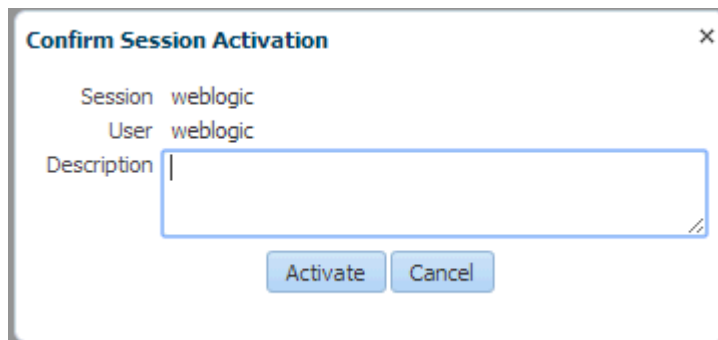 Confirm Session Activation
Session weblogic
User weblogic
Description
Activate Cancel